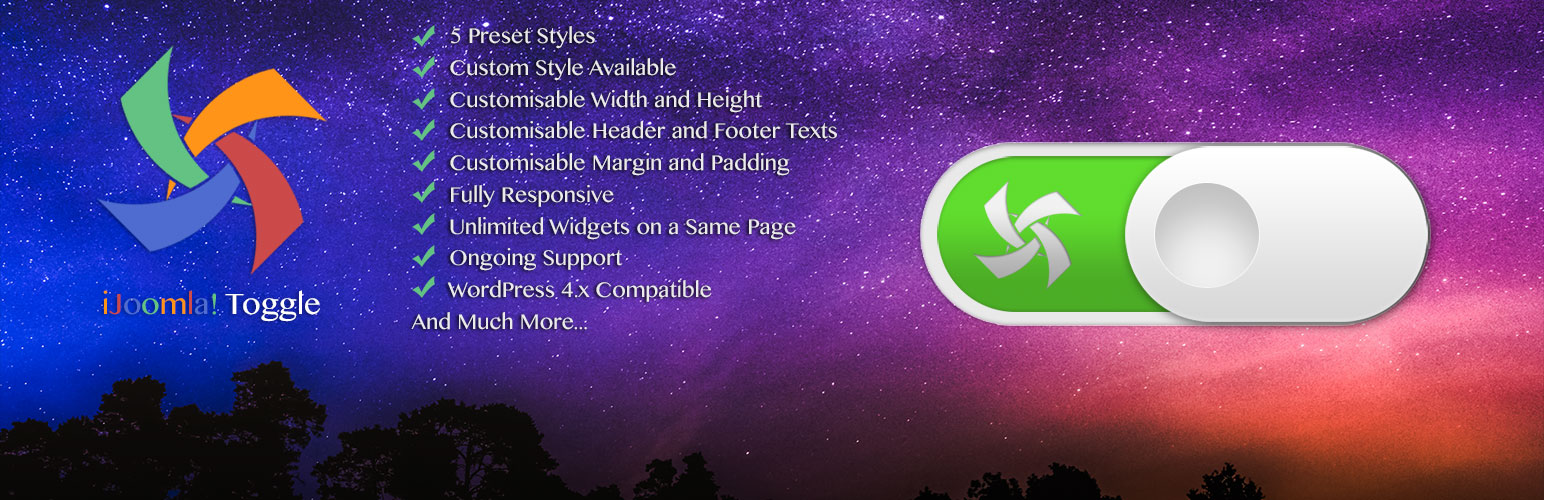 5 Preset Styles
Custom Style Available
Customisable Width and Height
Customisable Header and Footer Texts
Customisable Margin and Padding
Fully Responsive
Unlimited Widgets on a Same Page
Ongoing Support
WordPress 4.x Compatible
And Much More...
iJoomla! Toggle